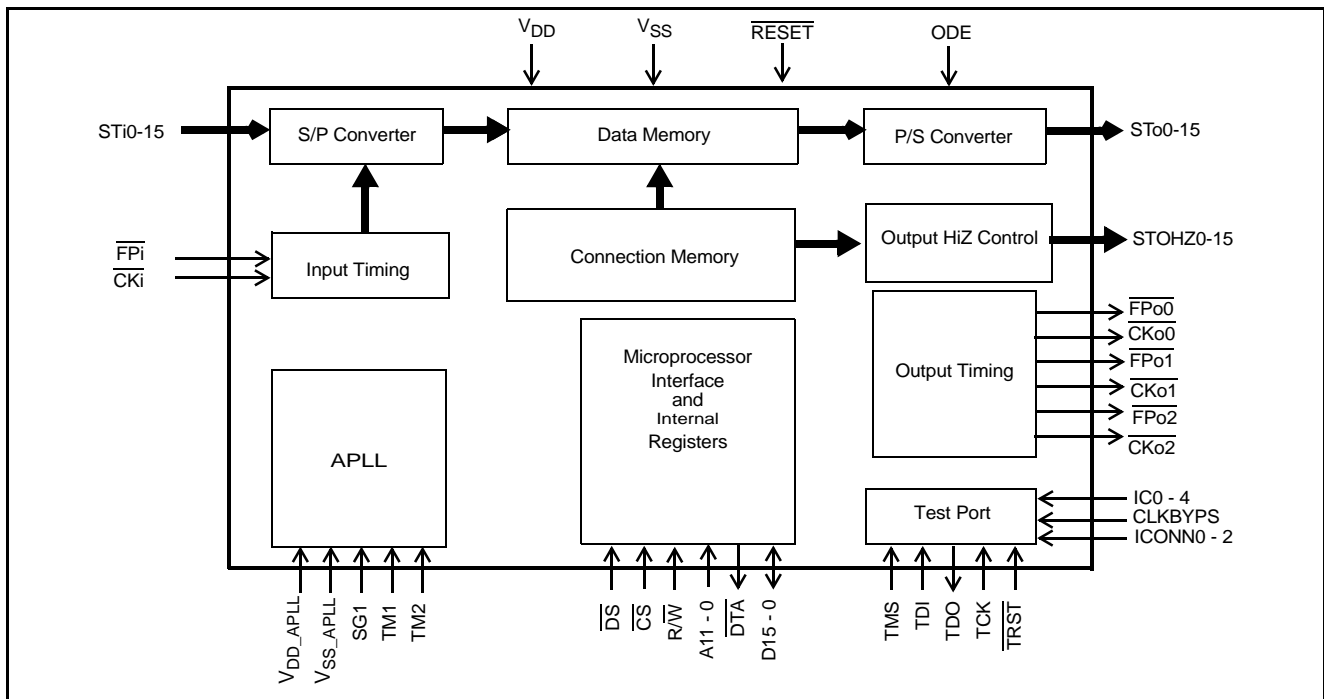 VDD
VSS
RESET
ODE
STi0-15
S/P Converter
Data Memory
P/S Converter
STo0-15
FPi
CKi
Input Timing
Connection Memory
Output HiZ Control
STOHZ0-15
Microprocessor
Interface
and
Internal
Registers
APLL
Output Timing
FPo0
CKo0
FPo1
CKo1
FPo2
CKo2
Test Port
IC0 - 4
CLKBYPS
ICONN0 - 2
VDD_APLL
VSS_APLL
SG1
TM1
TM2
DS
CS
R/W
A11 - 0
DTA
D15 - 0
TMS
TDI
TDO
TCK
TRST